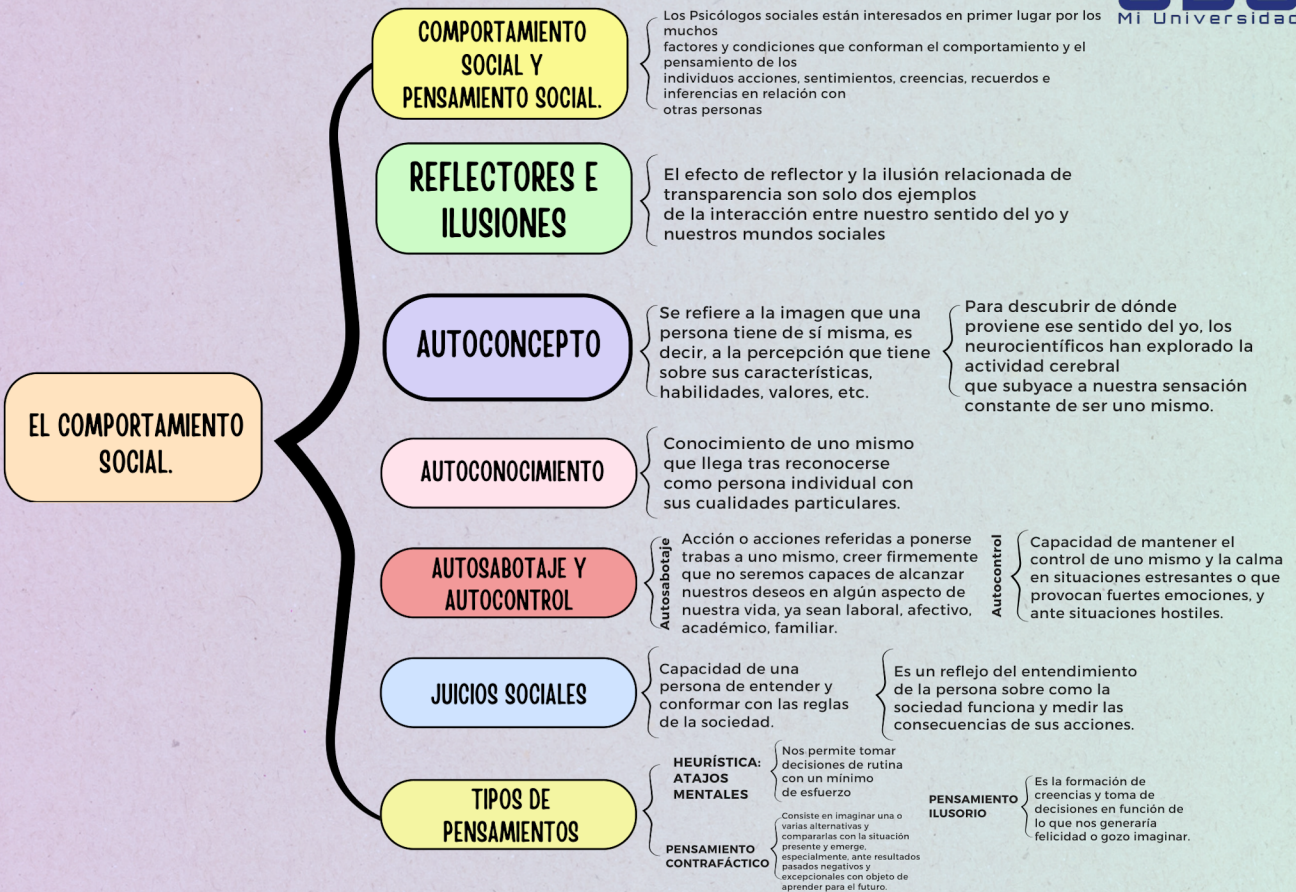 Mi Universidad
COMPORTAMIENTO
SOCIAL Y
PENSAMIENTO SOCIAL.
Los Psicólogos sociales están interesados en primer lugar por los
muchos
factores y condiciones que conforman el comportamiento y el
pensamiento de los
individuos acciones, sentimientos, creencias, recuerdos e
inferencias en relación con
otras personas
REFLECTORES E
ILUSIONES
El efecto de reflector y la ilusión relacionada de
transparencia son solo dos ejemplos
de la interacción entre nuestro sentido del yo y
nuestros mundos sociales
AUTOCONCEPTO
Se refiere a la imagen que una
persona tiene de sí misma, es
decir, a la percepción que tiene
sobre sus características,
habilidades, valores, etc.
Para descubrir de dónde
proviene ese sentido del yo, los
neurocientíficos han explorado la
actividad cerebral
que subyace a nuestra sensación
constante de ser uno mismo.
EL COMPORTAMIENTO
SOCIAL.
AUTOCONOCIMIENTO
Conocimiento de uno mismo
que llega tras reconocerse
como persona individual con
sus cualidades particulares.
AUTOSABOTAJE Y
AUTOCONTROL
Autosabotaje
Acción o acciones referidas a ponerse
trabas a uno mismo, creer firmemente
que no seremos capaces de alcanzar
nuestros deseos en algún aspecto de
nuestra vida, ya sean laboral, afectivo,
académico, familiar.
Autocontrol
Capacidad de mantener el
control de uno mismo y la calma
en situaciones estresantes o que
provocan fuertes emociones, y
ante situaciones hostiles.
JUICIOS SOCIALES
Capacidad de una
persona de entender y
conformar con las reglas
de la sociedad.
Es un reflejo del entendimiento
de la persona sobre como la
sociedad funciona y medir las
consecuencias de sus acciones.
TIPOS DE
PENSAMIENTOS
HEURÍSTICA:
ATAJOS
MENTALES
Nos permite tomar
decisiones de rutina
con un mínimo
de esfuerzo
PENSAMIENTO
CONTRAFÁCTICO
Consiste en imaginar una o
varias alternativas y
compararlas con la situación
presente y emerge,
especialmente, ante resultados
pasados negativos y
excepcionales con objeto de
aprender para el futuro.
PENSAMIENTO
ILUSORIO
Es la formación de
creencias y toma de
decisiones en función de
lo que nos generaría
felicidad o gozo imaginar.